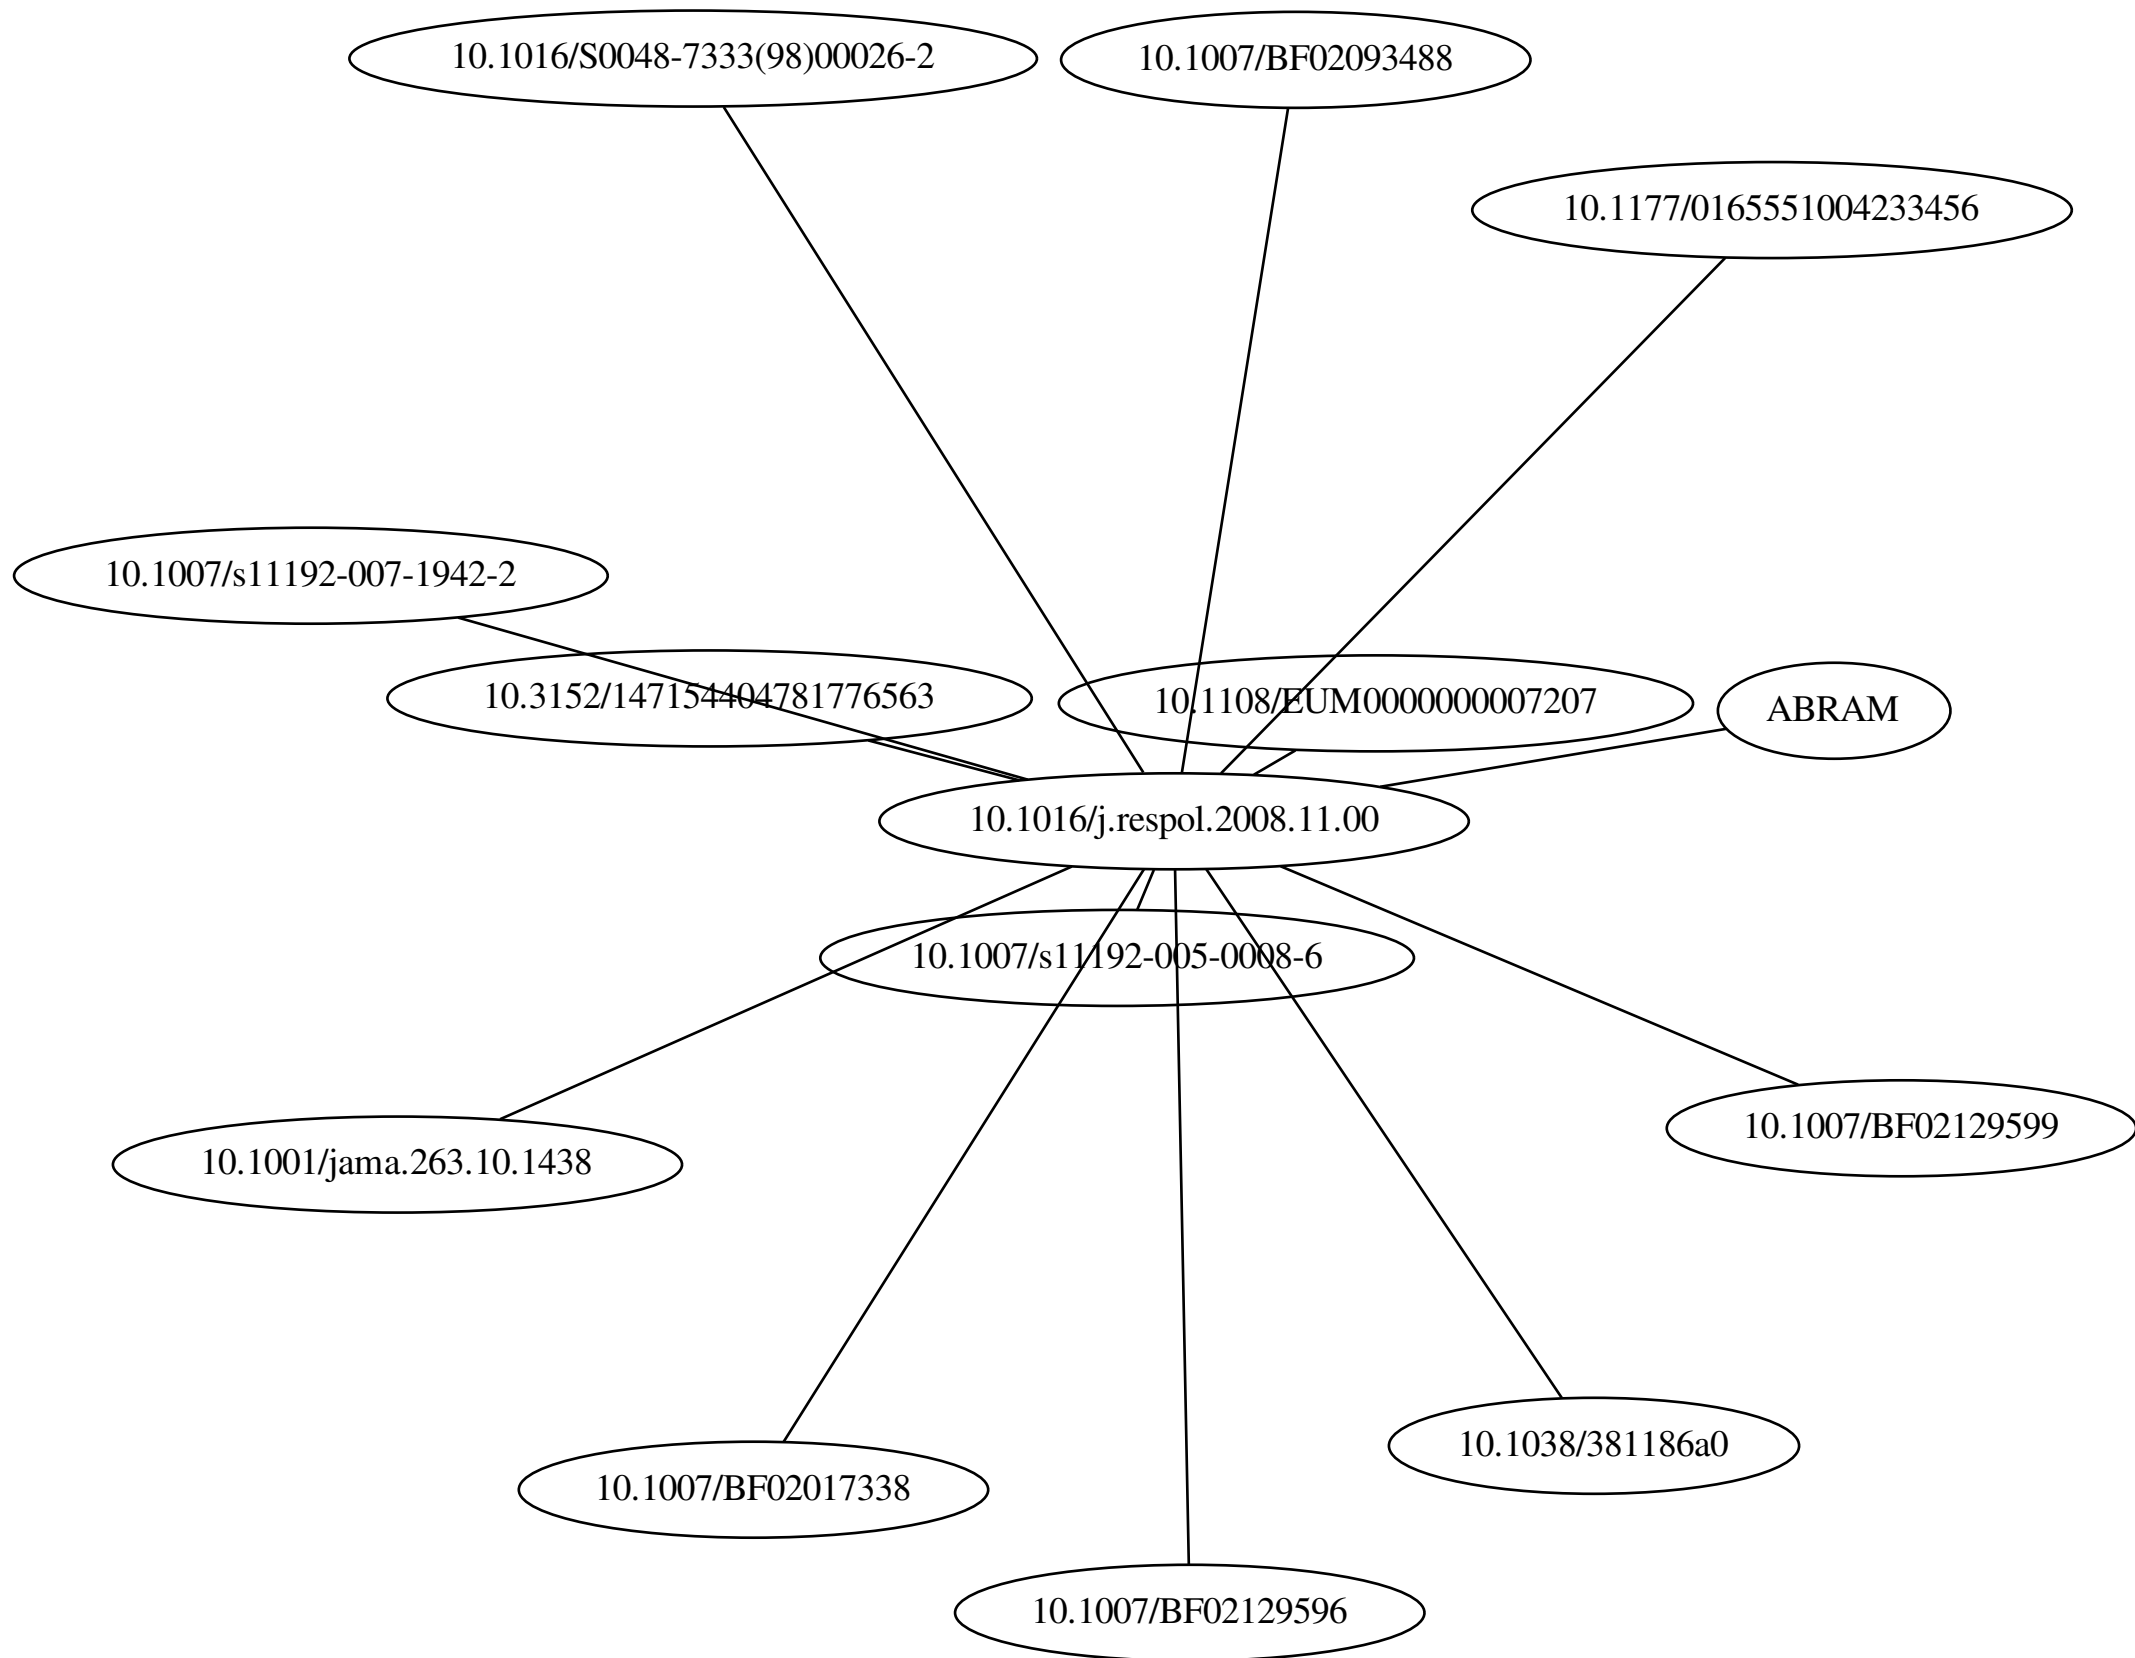 10.1016/S0048-7333(98)00026-2
10.1007/BF02093488
10.1177/0165551004233456
10.1007/s11192-007-1942-2
10.3152/147154404781776563
10.1108/EUM0000000007207
ABRAM
10.1016/j.respol.2008.11.00
10.1007/s11192-005-0008-6
10.1007/BF02129599
10.1001/jama.263.10.1438
10.1038/381186a0
10.1007/BF02017338
10.1007/BF02129596